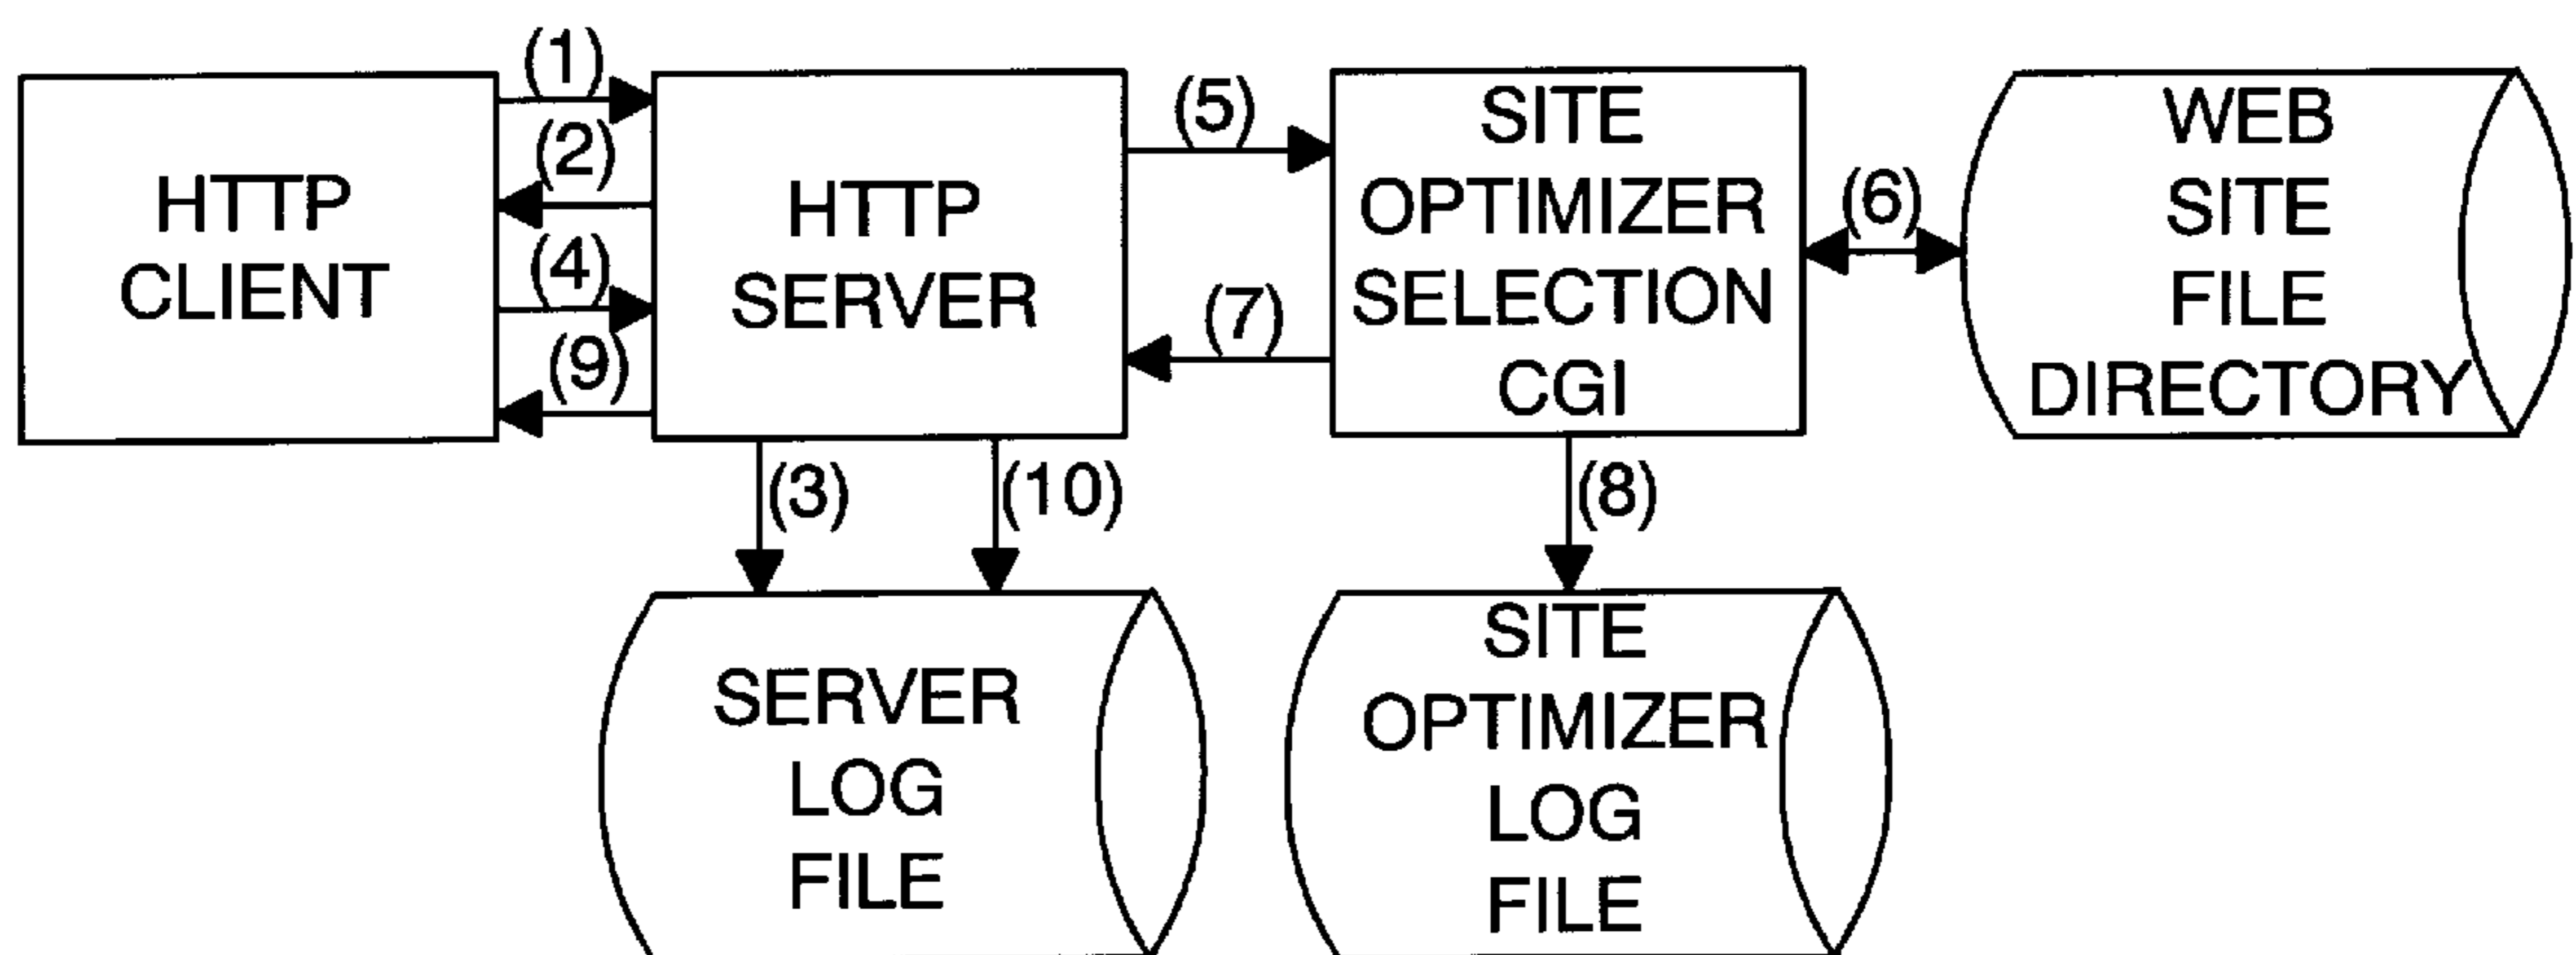 (1)
(2)
(4)
(9)
HTTP
CLIENT
HTTP
SERVER
(5)
(7)
SITE
OPTIMIZER
SELECTION
CGI
(6)
WEB
SITE
FILE
DIRECTORY
(3)
(10)
(8)
SERVER
LOG
FILE
SITE
OPTIMIZER
LOG
FILE